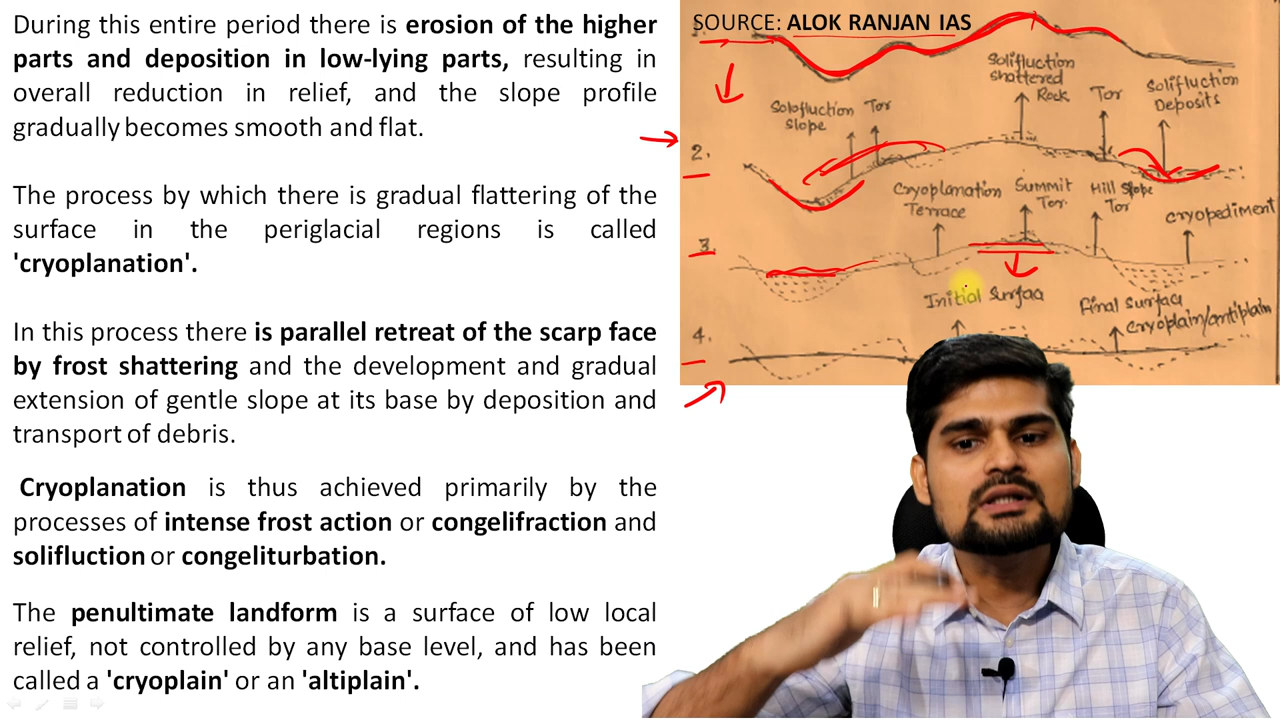 During this entire period there is erosion of the higher
parts and deposition in low-lying parts, resulting in
overall reduction in relief, and the slope profile
gradually becomes smooth and flat.
The process by which there is gradual flattering of the
surface in the periglacial regions is called
'cryoplanation'.
In this process there is parallel retreat of the scarp face
by frost shattering and the development and gradual
extension of gentle slope at its base by deposition and
transport of debris.
Cryoplanation is thus achieved primarily by the
processes of intense frost action or congelifraction and
solifluction or congeliturbation.
The penultimate landform is a surface of low local
relief, not controlled by any base level, and has been
called a 'cryoplain' or an 'altiplain'.
SOURCE: ALOK RANJAN IAS
1.
Solifluction
Shattered
Rock
Solofluction
Slope
Tor
Tor
Solifluction
Deposits
2.
Cryoplanation
Terrace
Summit
Tor
Hill Slope
Tor
Cryopediment
3.
Initial Surfac
Final Surface
Cryoplain/antiplain
4.